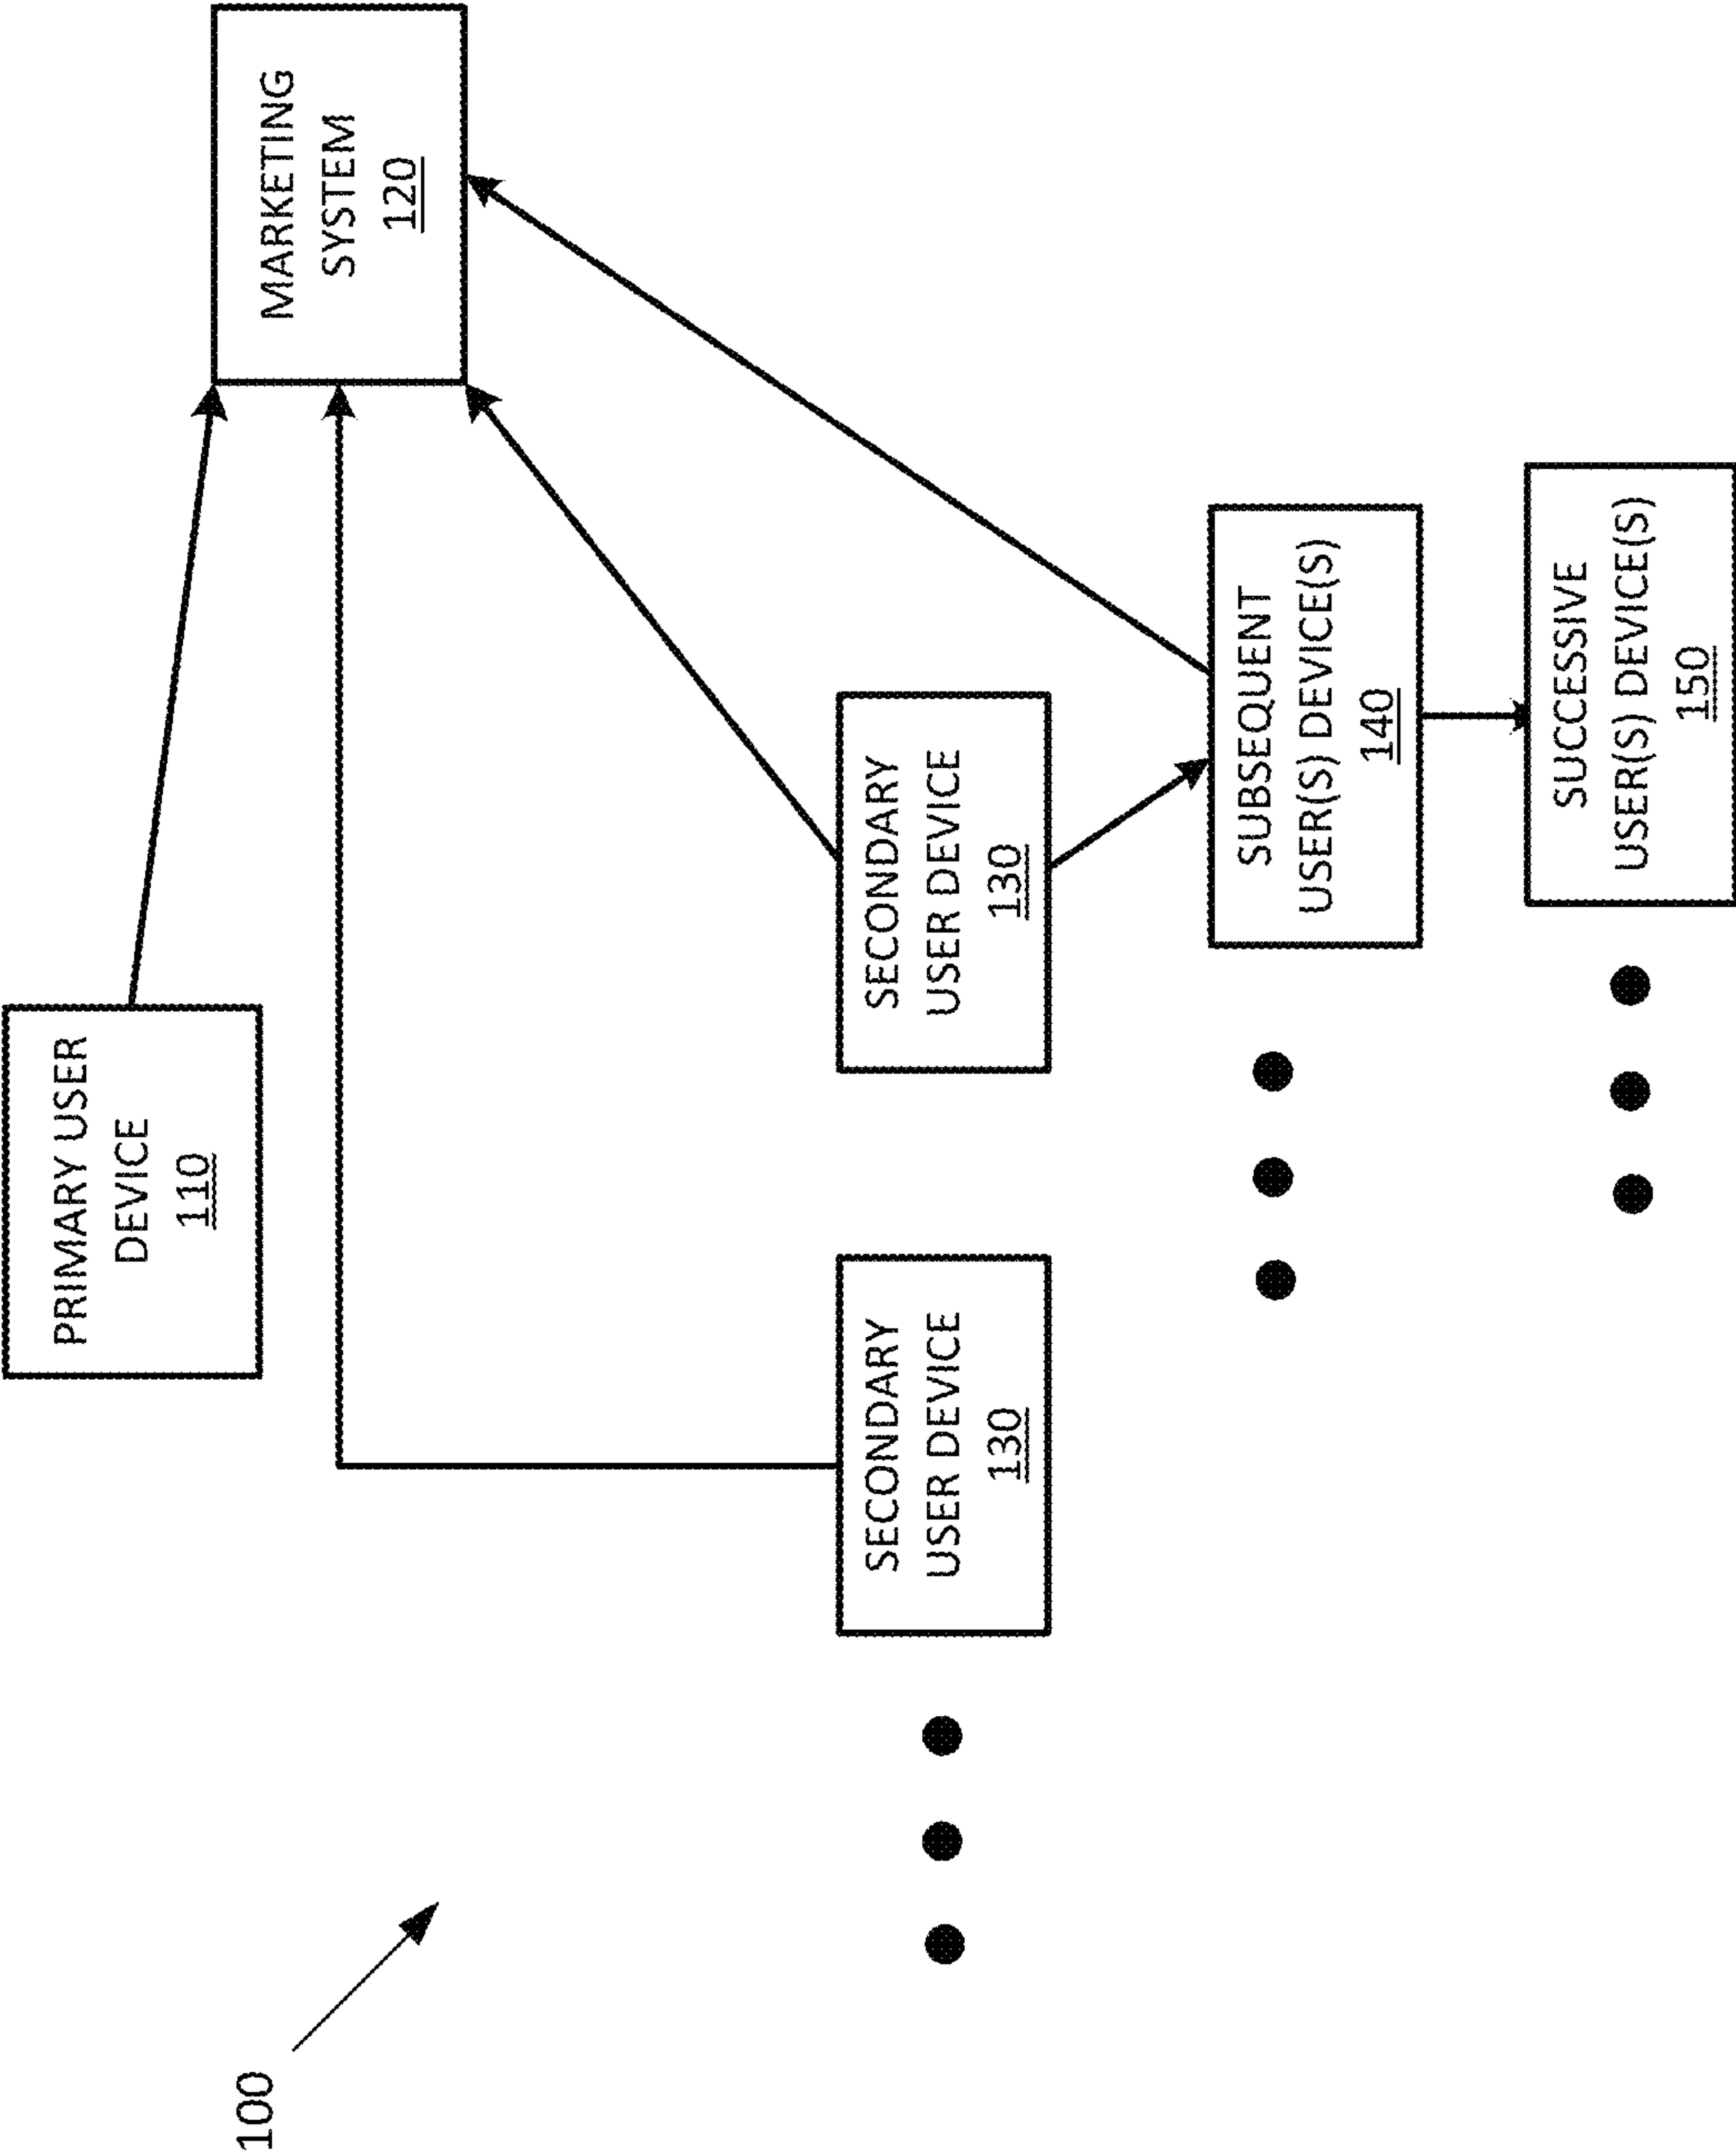 100
PRIMARY USER
DEVICE
110
MARKETING
SYSTEM
120
SECONDARY
USER DEVICE
130
SECONDARY
USER DEVICE
130
SUBSEQUENT
USER(S) DEVICE(S)
140
SUCCESSIVE
USER(S) DEVICE(S)
150